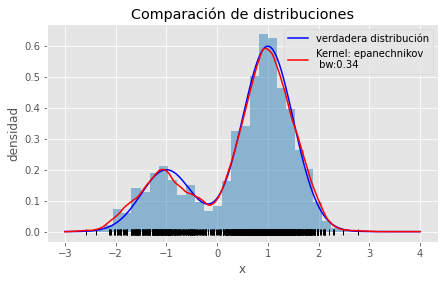 Comparación de distribuciones
verdadera distribución
Kernel: epanechnikov
bw:0.34
densidad
0.6
0.5
0.4
0.3
0.2
0.1
0.0
−3
−2
−1
0
1
2
3
4
x